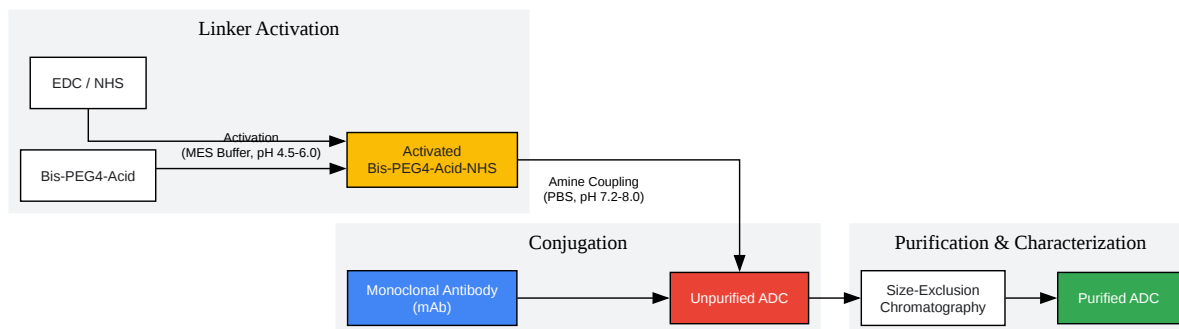 Linker Activation
EDC / NHS
Activation
(MES Buffer, pH 4.5-6.0)
Bis-PEG4-Acid
Activated
Bis-PEG4-Acid-NHS
Amine Coupling
(PBS, pH 7.2-8.0)
Conjugation
Monoclonal Antibody
(mAb)
Unpurified ADC
Purification & Characterization
Size-Exclusion
Chromatography
Purified ADC